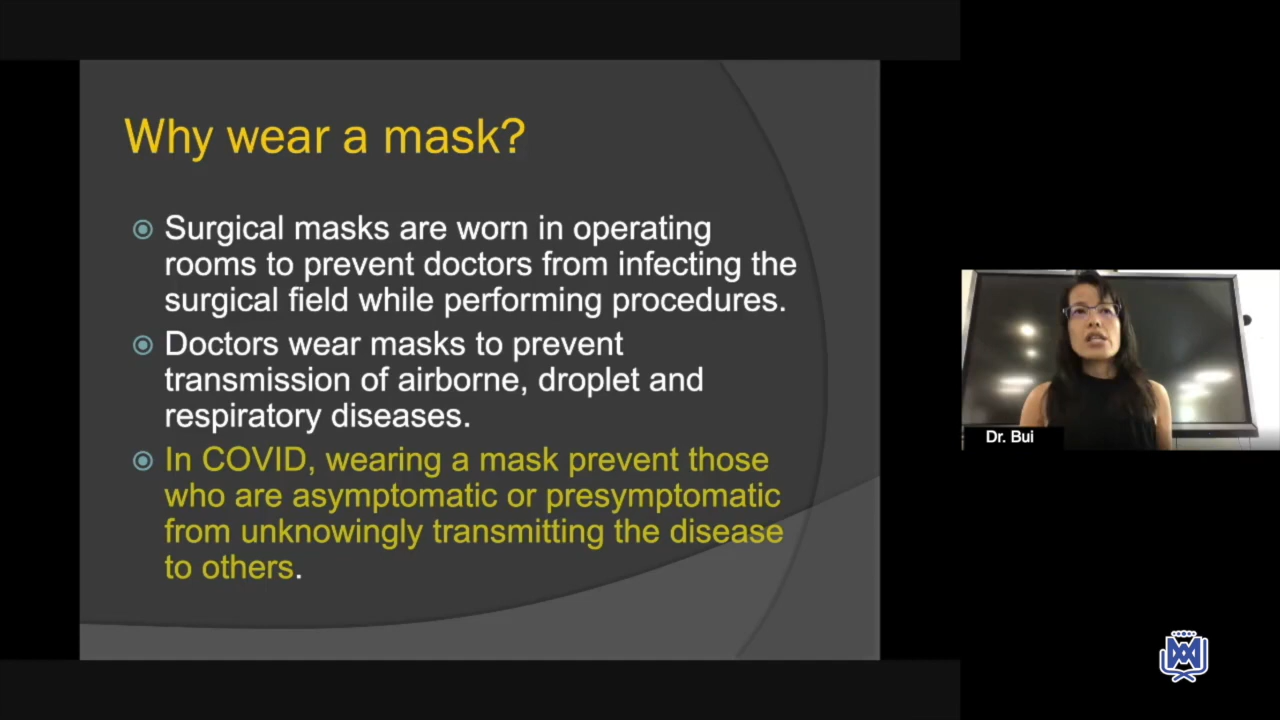 Why wear a mask?
Surgical masks are worn in operating
rooms to prevent doctors from infecting the
surgical field while performing procedures.
Doctors wear masks to prevent
transmission of airborne, droplet and
respiratory diseases.
In COVID, wearing a mask prevent those
who are asymptomatic or presymptomatic
from unknowingly transmitting the disease
to others.
Dr. Bui